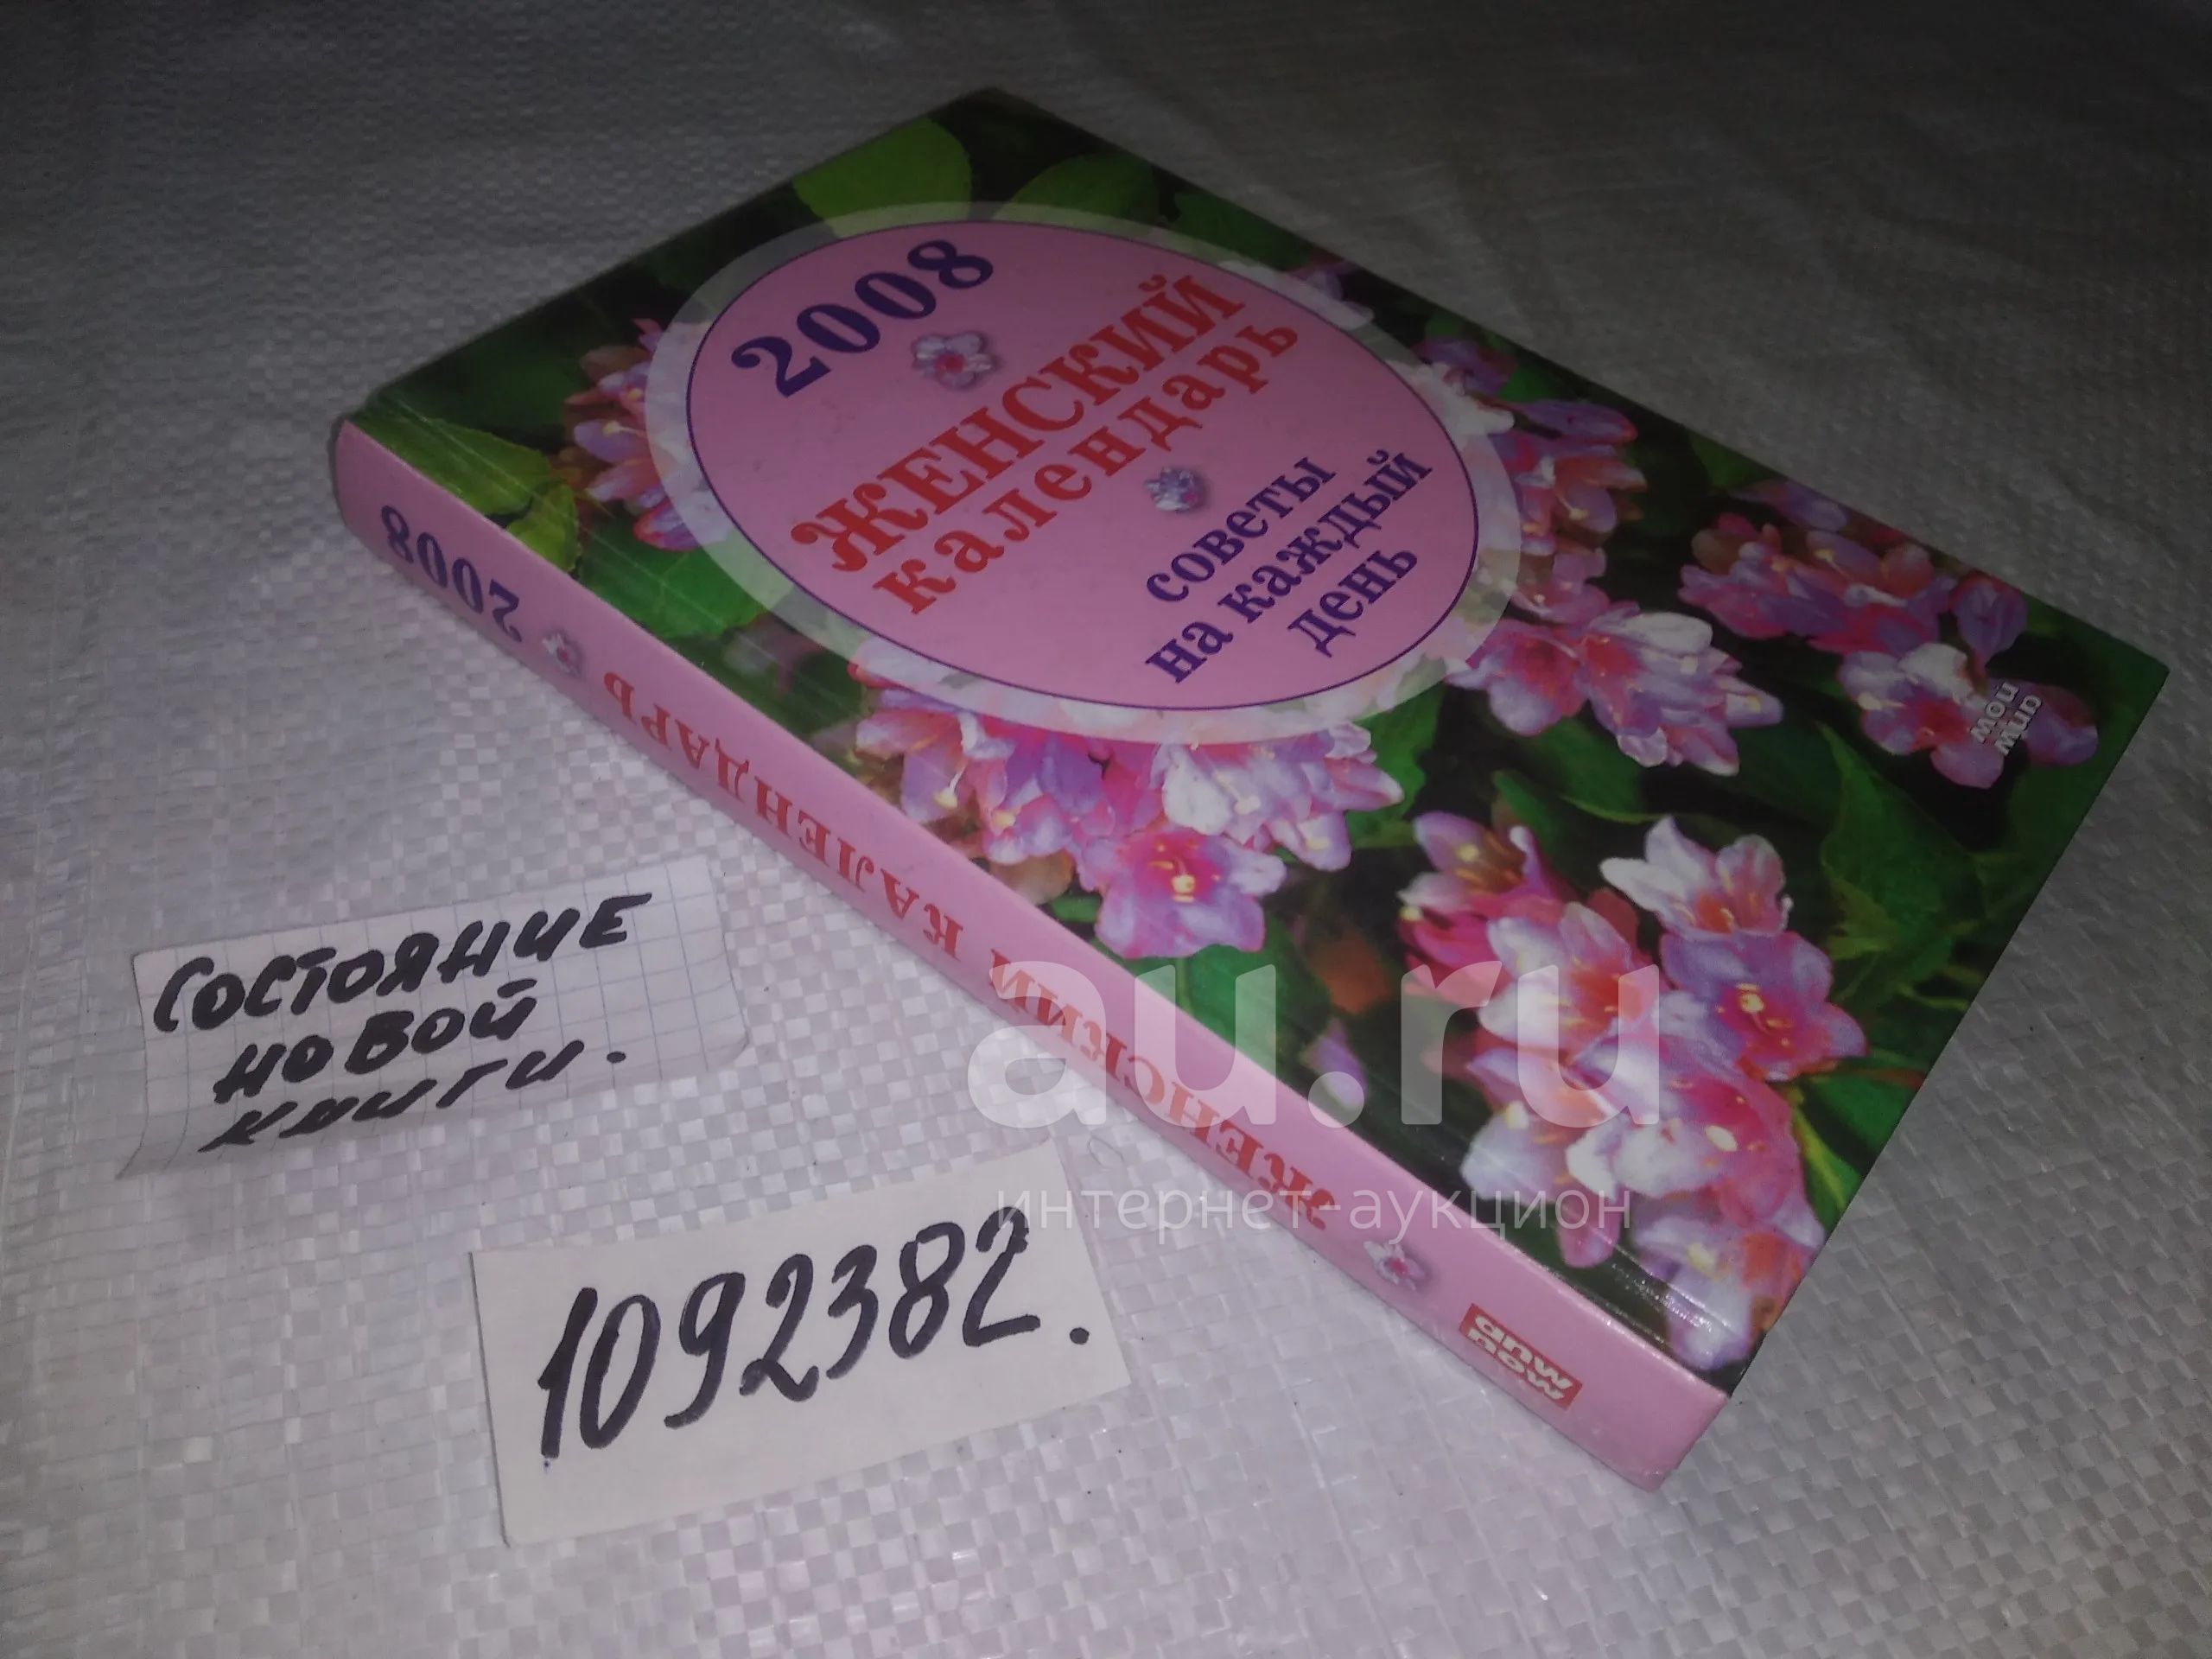 2008
ЖЕНСКИЙ
календарь
советы
на каждый
день
мой
мир
2008
ЖЕНСКИЙ КАЛЕНДАРЬ
мой
мир
СОСТОЯНИЕ
НОВОЙ
КНИГИ.
1092382.
au.ru
интернет-аукцион